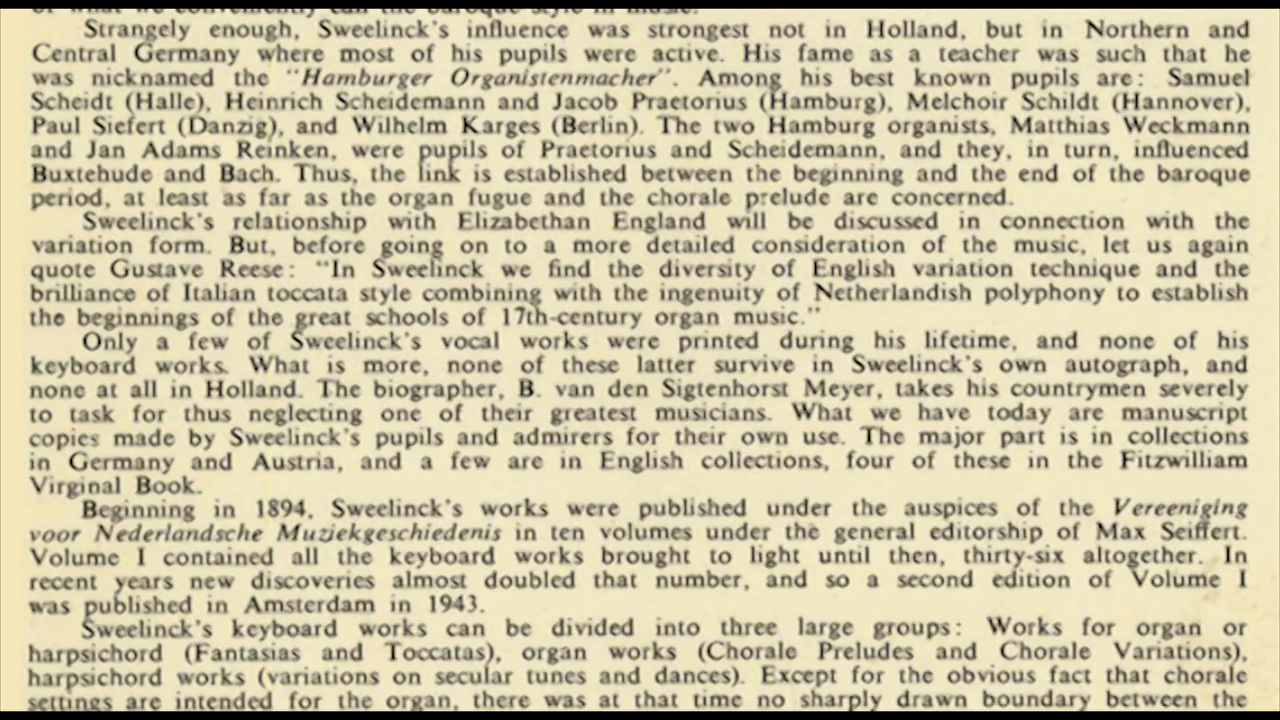 of what we conveniently call the baroque style in music.
Strangely enough, Sweelinck's influence was strongest not in Holland, but in Northern and
Central Germany where most of his pupils were active. His fame as a teacher was such that he
was nicknamed the "Hamburger Organistenmacher". Among his best known pupils are: Samuel
Scheidt (Halle), Heinrich Scheidemann and Jacob Praetorius (Hamburg), Melchoir Schildt (Hannover),
Paul Siefert (Danzig), and Wilhelm Karges (Berlin). The two Hamburg organists, Matthias Weckmann
and Jan Adams Reinken, were pupils of Praetorius and Scheidemann, and they, in turn, influenced
Buxtehude and Bach. Thus, the link is established between the beginning and the end of the baroque
period, at least as far as the organ fugue and the chorale prelude are concerned.
Sweelinck's relationship with Elizabethan England will be discussed in connection with the
variation form. But, before going on to a more detailed consideration of the music, let us again
quote Gustave Reese: "In Sweelinck we find the diversity of English variation technique and the
brilliance of Italian toccata style combining with the ingenuity of Netherlandish polyphony to establish
the beginnings of the great schools of 17th-century organ music."
Only a few of Sweelinck's vocal works were printed during his lifetime, and none of his
keyboard works. What is more, none of these latter survive in Sweelinck's own autograph, and
none at all in Holland. The biographer, B. van den Sigtenhorst Meyer, takes his countrymen severely
to task for thus neglecting one of their greatest musicians. What we have today are manuscript
copies made by Sweelinck's pupils and admirers for their own use. The major part is in collections
in Germany and Austria, and a few are in English collections, four of these in the Fitzwilliam
Virginal Book.
Beginning in 1894, Sweelinck's works were published under the auspices of the Vereeniging
voor Nederlandsche Muziekgeschiedenis in ten volumes under the general editorship of Max Seiffert.
Volume I contained all the keyboard works brought to light until then, thirty-six altogether. In
recent years new discoveries almost doubled that number, and so a second edition of Volume I
was published in Amsterdam in 1943.
Sweelinck's keyboard works can be divided into three large groups: Works for organ or
harpsichord (Fantasias and Toccatas), organ works (Chorale Preludes and Chorale Variations),
harpsichord works (variations on secular tunes and dances). Except for the obvious fact that chorale
settings are intended for the organ, there was at that time no sharply drawn boundary between the